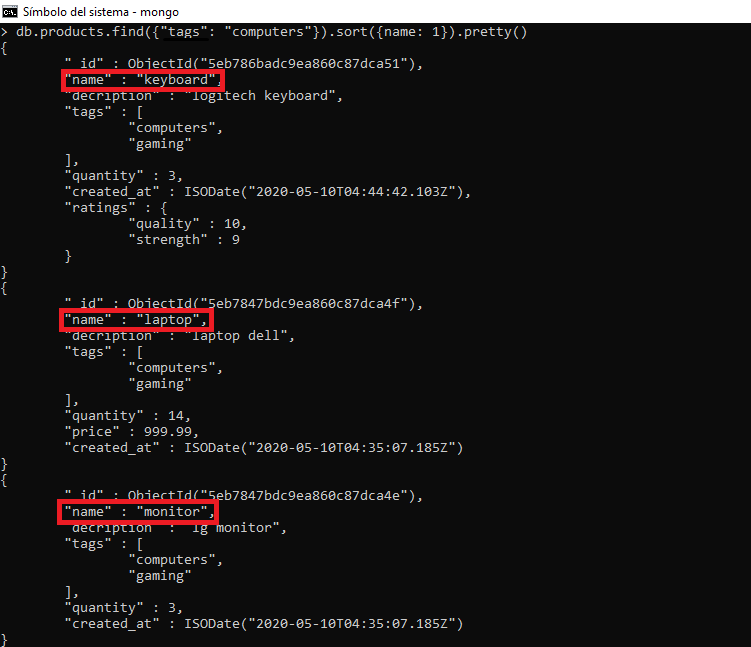 Símbolo del sistema - mongo
> db.products.find({"tags": "computers"}).sort({name: 1}).pretty()
{
"_id" : ObjectId("5eb786badc9ea860c87dca51"),
"name" : "keyboard",
"decription" : "logitech keyboard",
"tags" : [
"computers",
"gaming"
],
"quantity" : 3,
"created_at" : ISODate("2020-05-10T04:44:42.103Z"),
"ratings" : {
"quality" : 10,
"strength" : 9
}
}
{
"_id" : ObjectId("5eb7847bdc9ea860c87dca4f"),
"name" : "laptop",
"decription" : "laptop dell",
"tags" : [
"computers",
"gaming"
],
"quantity" : 14,
"price" : 999.99,
"created_at" : ISODate("2020-05-10T04:35:07.185Z")
}
{
"_id" : ObjectId("5eb7847bdc9ea860c87dca4e"),
"name" : "monitor",
"decription" : "lg monitor",
"tags" : [
"computers",
"gaming"
],
"quantity" : 3,
"created_at" : ISODate("2020-05-10T04:35:07.185Z")
}